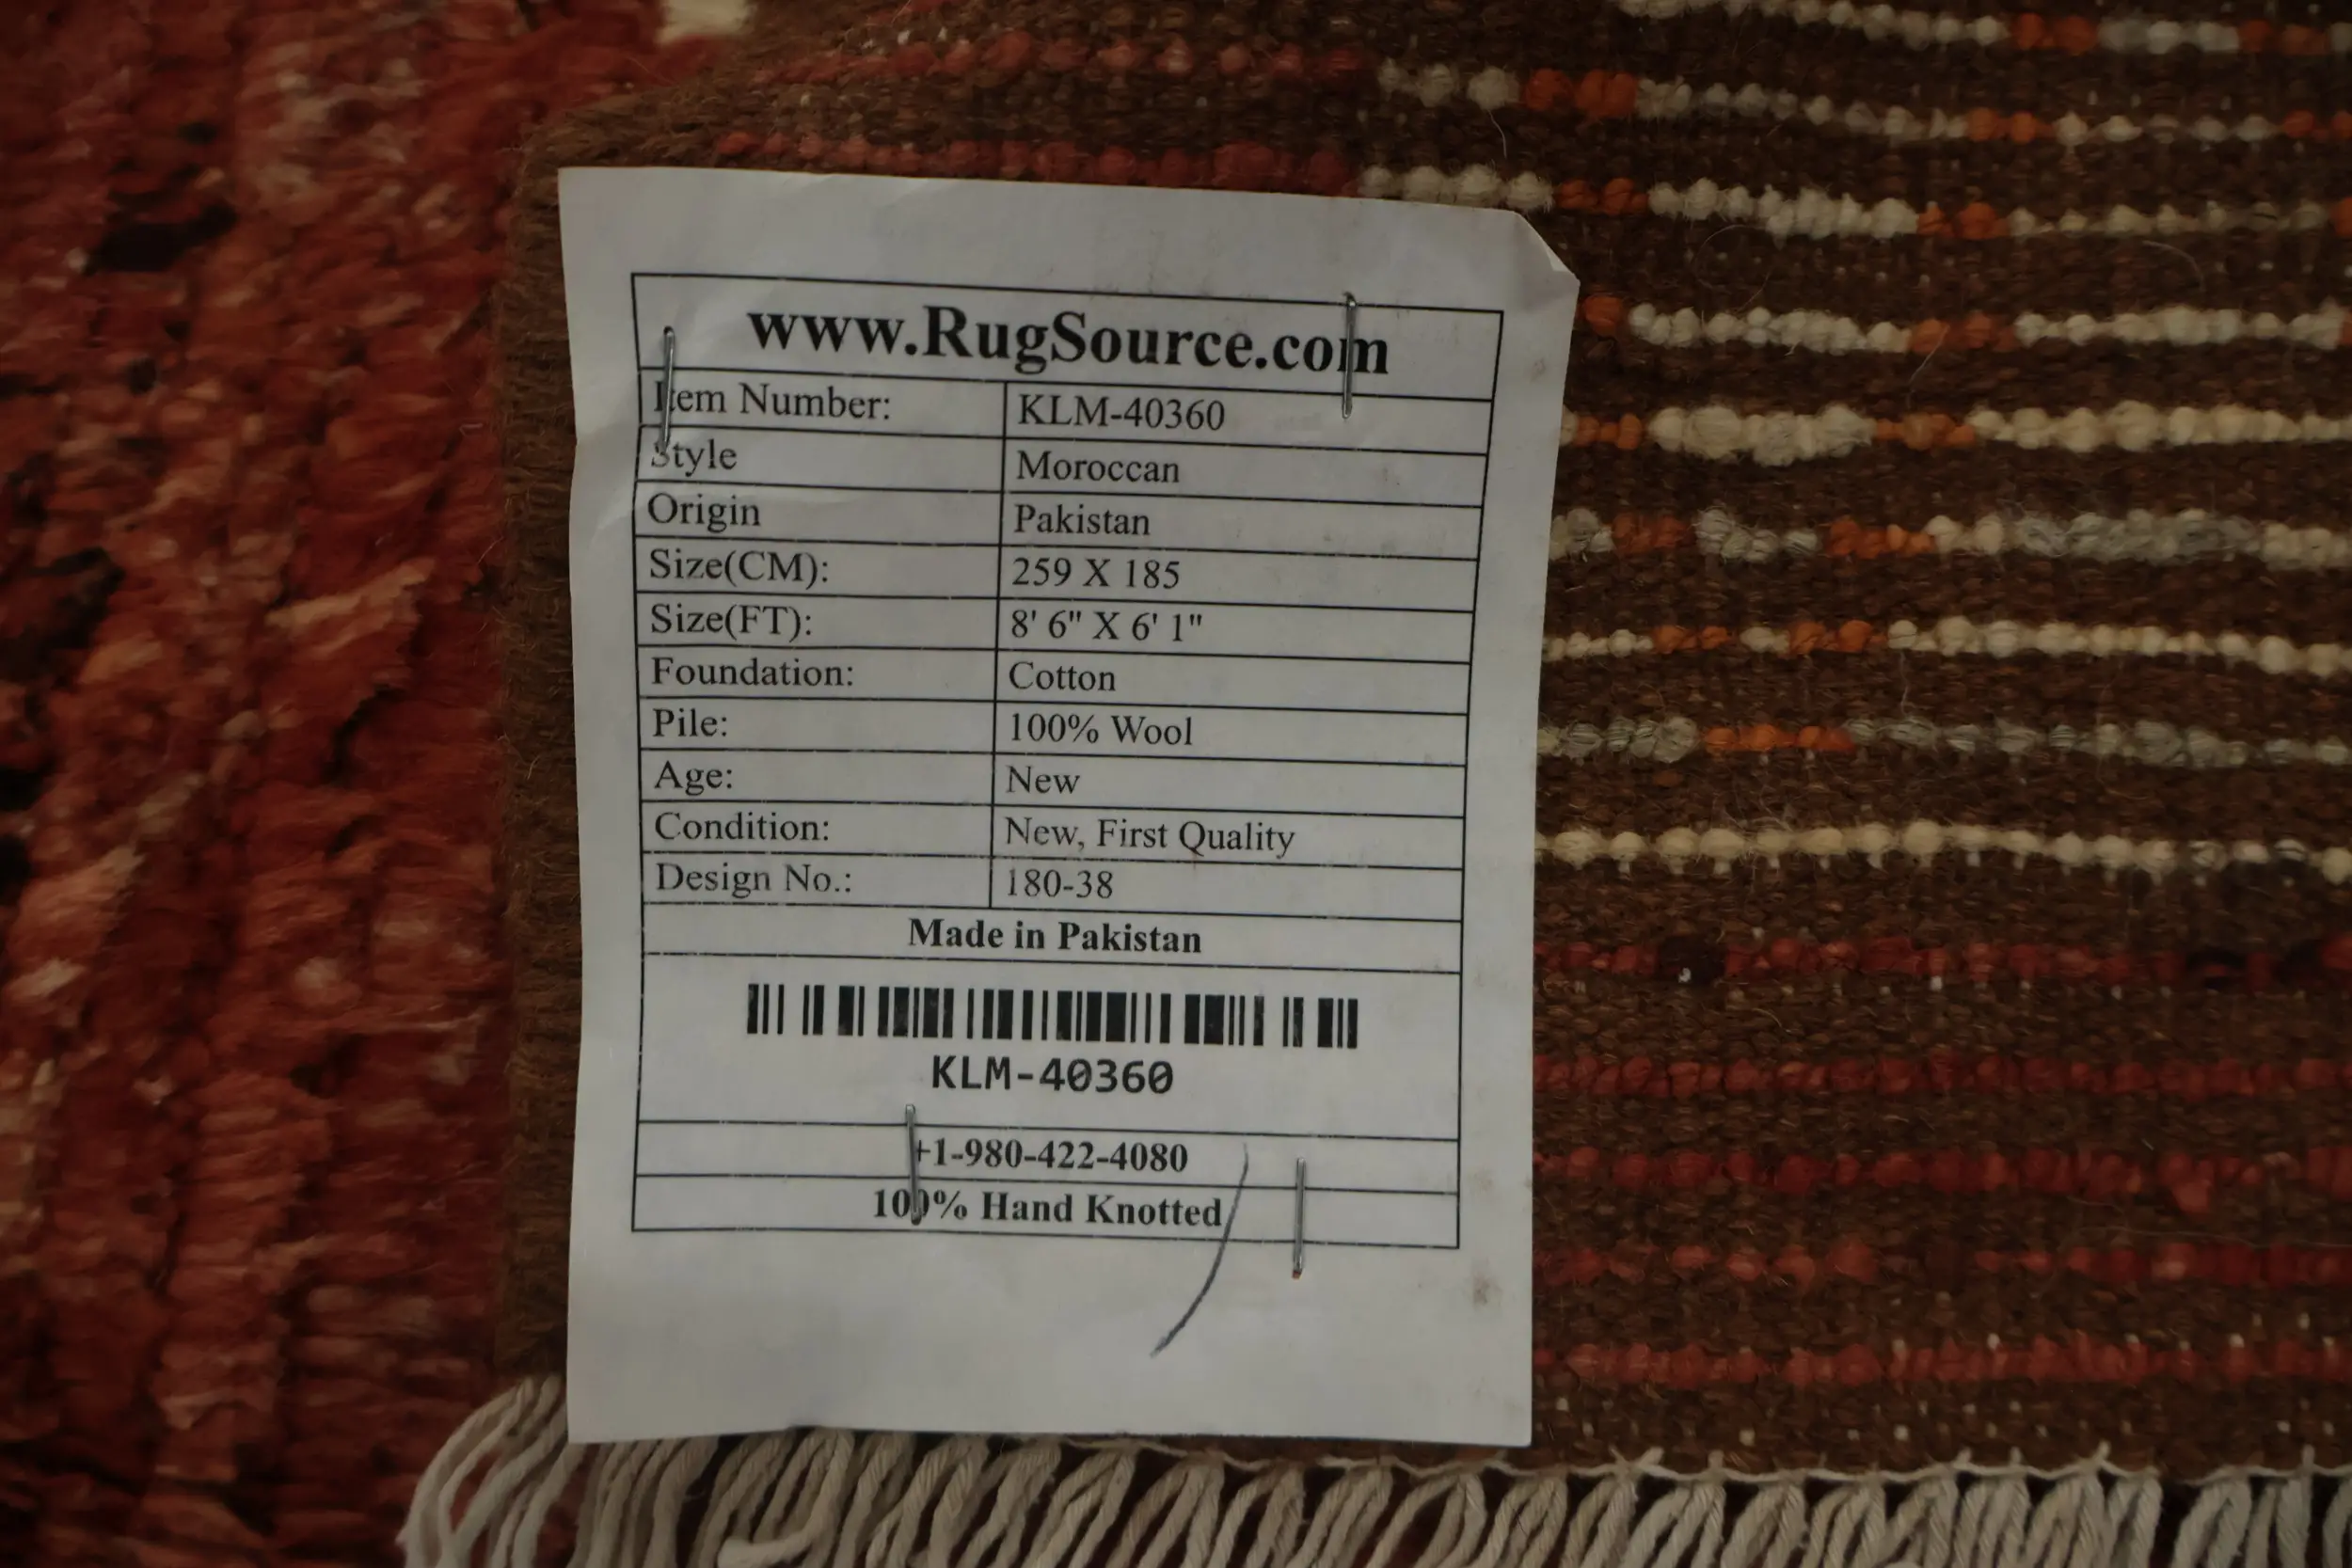 www.RugSource.com
Item Number: KLM-40360
Style Moroccan
Origin Pakistan
Size(CM): 259 X 185
Size(FT): 8' 6" X 6' 1"
Foundation: Cotton
Pile: 100% Wool
Age: New
Condition: New, First Quality
Design No.: 180-38
Made in Pakistan
KLM-40360
+1-980-422-4080
100% Hand Knotted